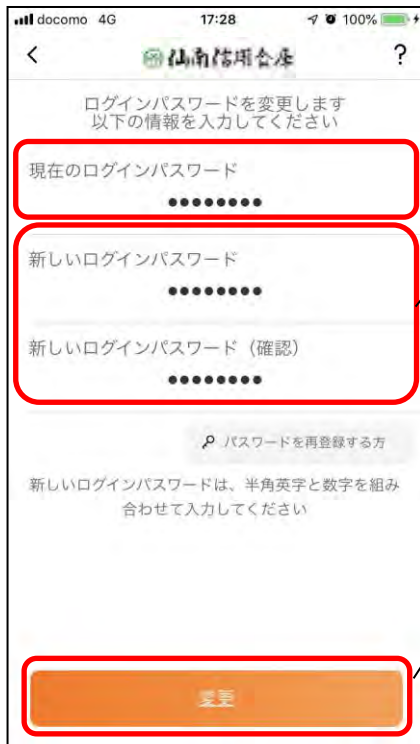 docomo 4G 17:28 100%
仙南信用金庫 ?
ログインパスワードを変更します
以下の情報を入力してください
現在のログインパスワード
●●●●●●●●
新しいログインパスワード
●●●●●●●●
新しいログインパスワード（確認）
●●●●●●●●
パスワードを再登録する方
新しいログインパスワードは、半角英字と数字を組み
合わせて入力してください
変更